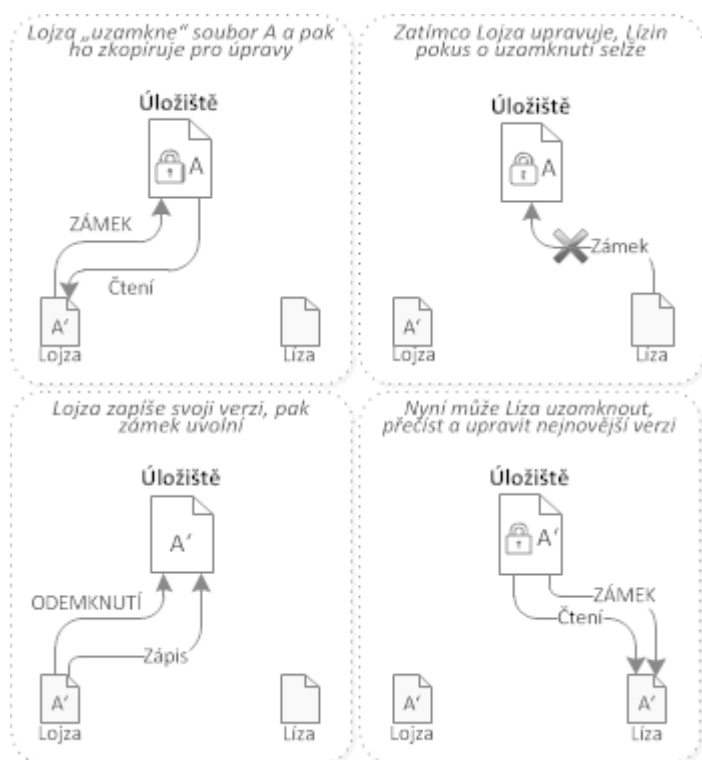 Lojza „uzamkne“ soubor A a pak
ho zkopíruje pro úpravy
Úložiště
A
ZÁMEK
Čtení
A‘
Lojza
Líza
Zatímco Lojza upravuje, Lízin
pokus o uzamknutí selže
Úložiště
A
Zámek
A‘
Lojza
Líza
Lojza zapíše svoji verzi, pak
zámek uvolní
Úložiště
A‘
ODEMKNUTÍ
Zápis
A‘
Lojza
Líza
Nyní může Líza uzamknout,
přečíst a upravit nejnovější verzi
Úložiště
A‘
ZÁMEK
Čtení
A‘
Lojza
A‘
Líza